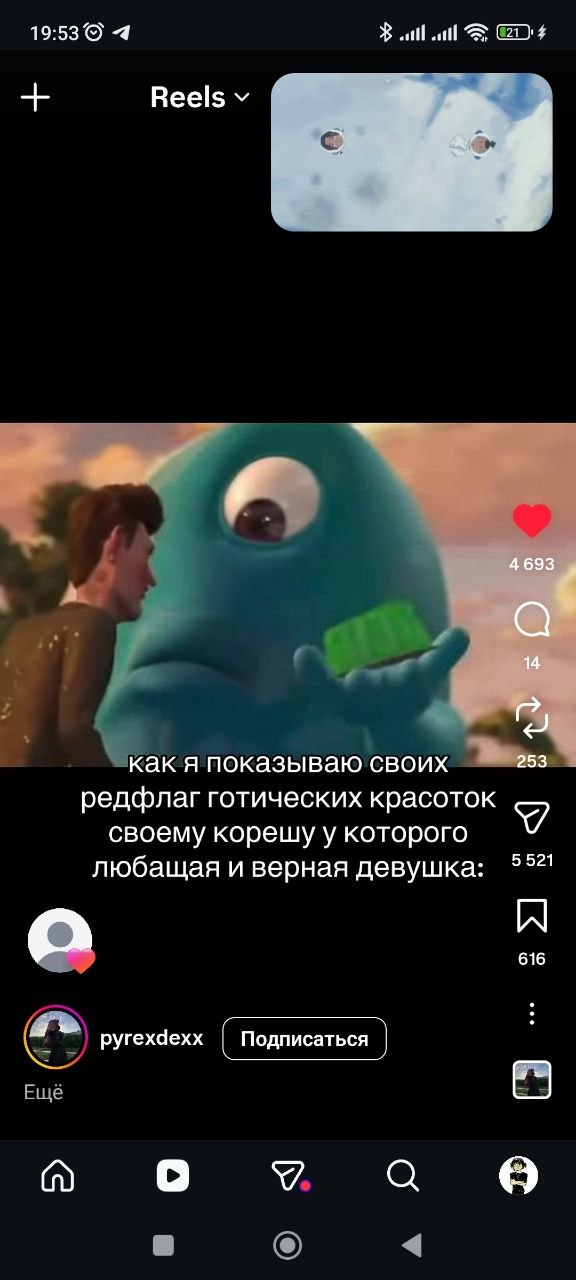 19:53
21
Reels
4 693
14
253
как я показываю своих
редфлаг готических красоток
своему корешу у которого
любащая и верная девушка:
5 521
616
pyrexdexx
Подписаться
Ещё